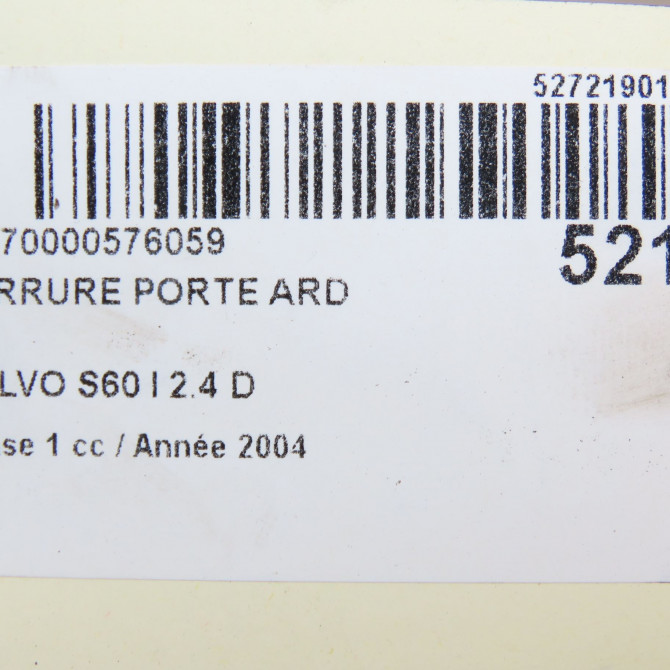 52721901
70000576059
521
RRURE PORTE ARD
LVO S60 I 2.4 D
se 1 cc / Année 2004